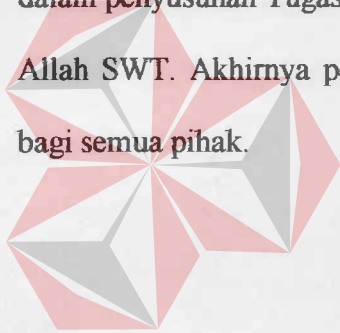 dalam penyusunan Tugas
Allah SWT. Akhirnya p
bagi semua pihak.